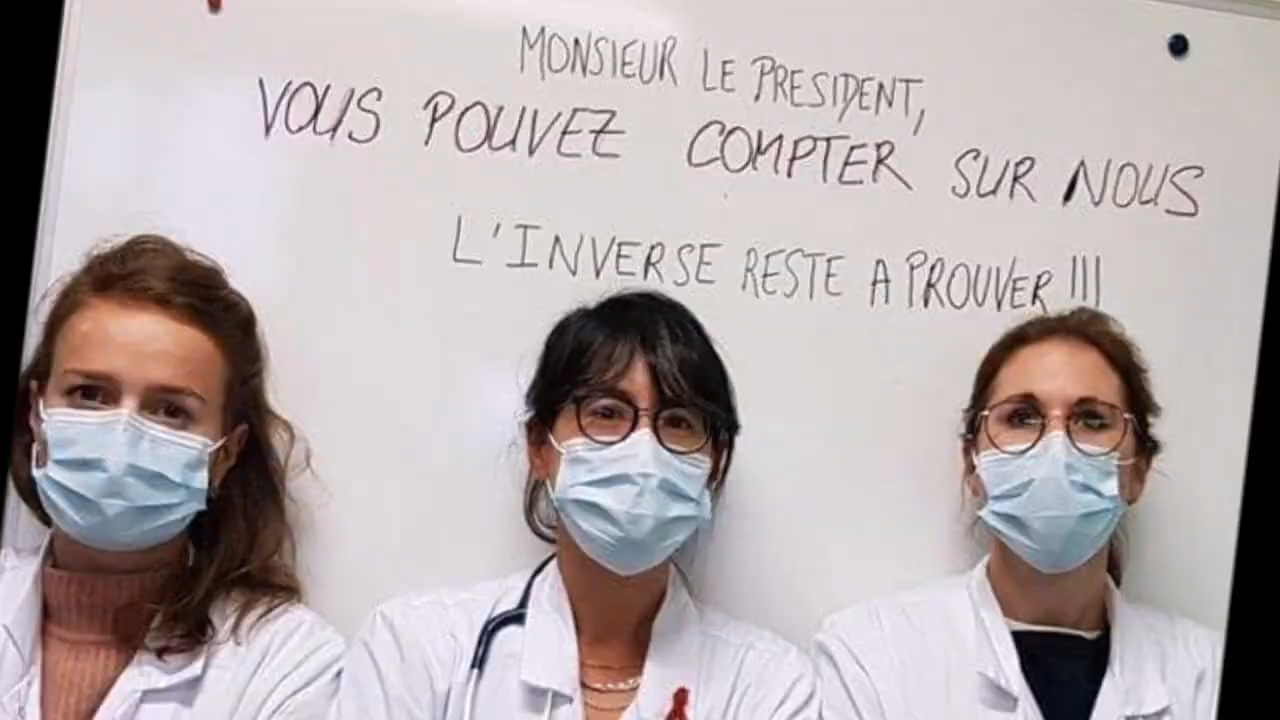 MONSIEUR LE PRESIDENT,
VOUS POUVEZ COMPTER SUR NOUS
L'INVERSE RESTE A PROUVER !!!